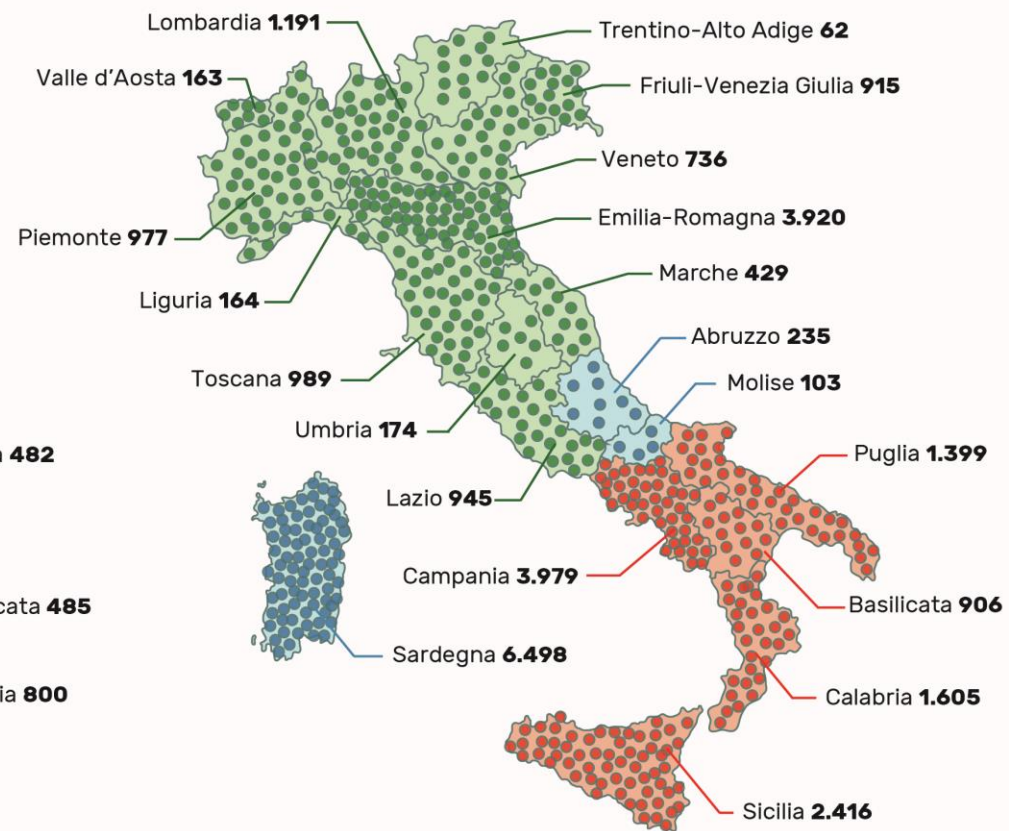 Lombardia 1.191
Trentino-Alto Adige 62
Valle d'Aosta 163
Friuli-Venezia Giulia 915
Veneto 736
Emilia-Romagna 3.920
Piemonte 977
Marche 429
Liguria 164
Abruzzo 235
Toscana 989
Molise 103
Umbria 174
482
Puglia 1.399
Lazio 945
Campania 3.979
485
Basilicata 906
Sardegna 6.498
800
Calabria 1.605
Sicilia 2.416